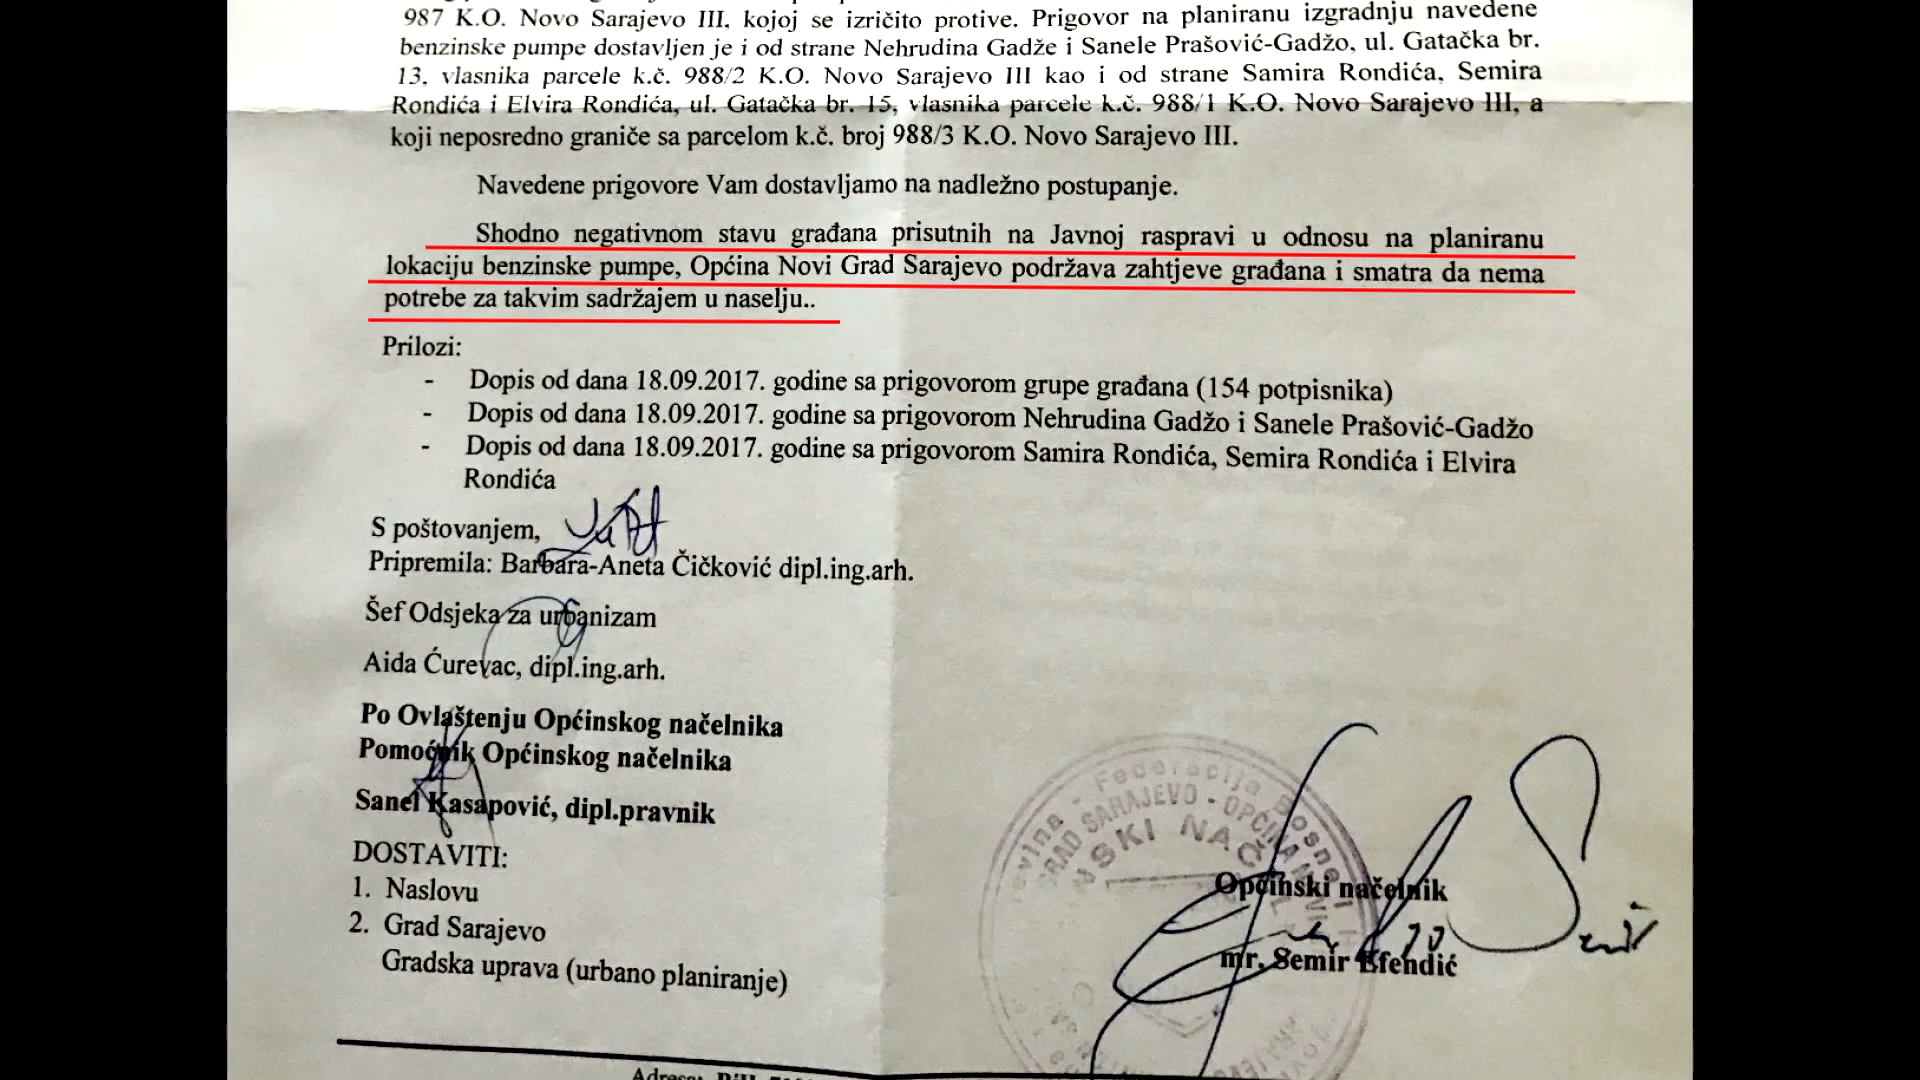 987 K.O. Novo Sarajevo III, kojoj se izričito protive. Prigovor na planiranu izgradnju navedene
benzinske pumpe dostavljen je i od strane Nehrudina Gadže i Sanele Prašović-Gadžo, ul. Gatačka br.
13, vlasnika parcele k.č. 988/2 K.O. Novo Sarajevo III kao i od strane Samira Rondića, Semira
Rondića i Elvira Rondića, ul. Gatačka br. 15, vlasnika parcele k.č. 988/1 K.O. Novo Sarajevo III, a
koji neposredno graniče sa parcelom k.č. broj 988/3 K.O. Novo Sarajevo III.
Navedene prigovore Vam dostavljamo na nadležno postupanje.
Shodno negativnom stavu građana prisutnih na Javnoj raspravi u odnosu na planiranu
lokaciju benzinske pumpe, Općina Novi Grad Sarajevo podržava zahtjeve građana i smatra da nema
potrebe za takvim sadržajem u naselju..
Prilozi:
- Dopis od dana 18.09.2017. godine sa prigovorom grupe građana (154 potpisnika)
- Dopis od dana 18.09.2017. godine sa prigovorom Nehrudina Gadžo i Sanele Prašović-Gadžo
- Dopis od dana 18.09.2017. godine sa prigovorom Samira Rondića, Semira Rondića i Elvira
Rondića
S poštovanjem,
Pripremila: Barbara-Aneta Čičković dipl.ing.arh.
Šef Odsjeka za urbanizam
Aida Ćurevac, dipl.ing.arh.
Po Ovlaštenju Općinskog načelnika
Pomoćnik Općinskog načelnika
Sanel Kasapović, dipl.pravnik
DOSTAVITI:
1. Naslovu
2. Grad Sarajevo
Gradska uprava (urbano planiranje)
Federacija Bosne i
GRAD SARAJEVO - OPĆINA
Općinski načelnik
mr. Semir Efendić